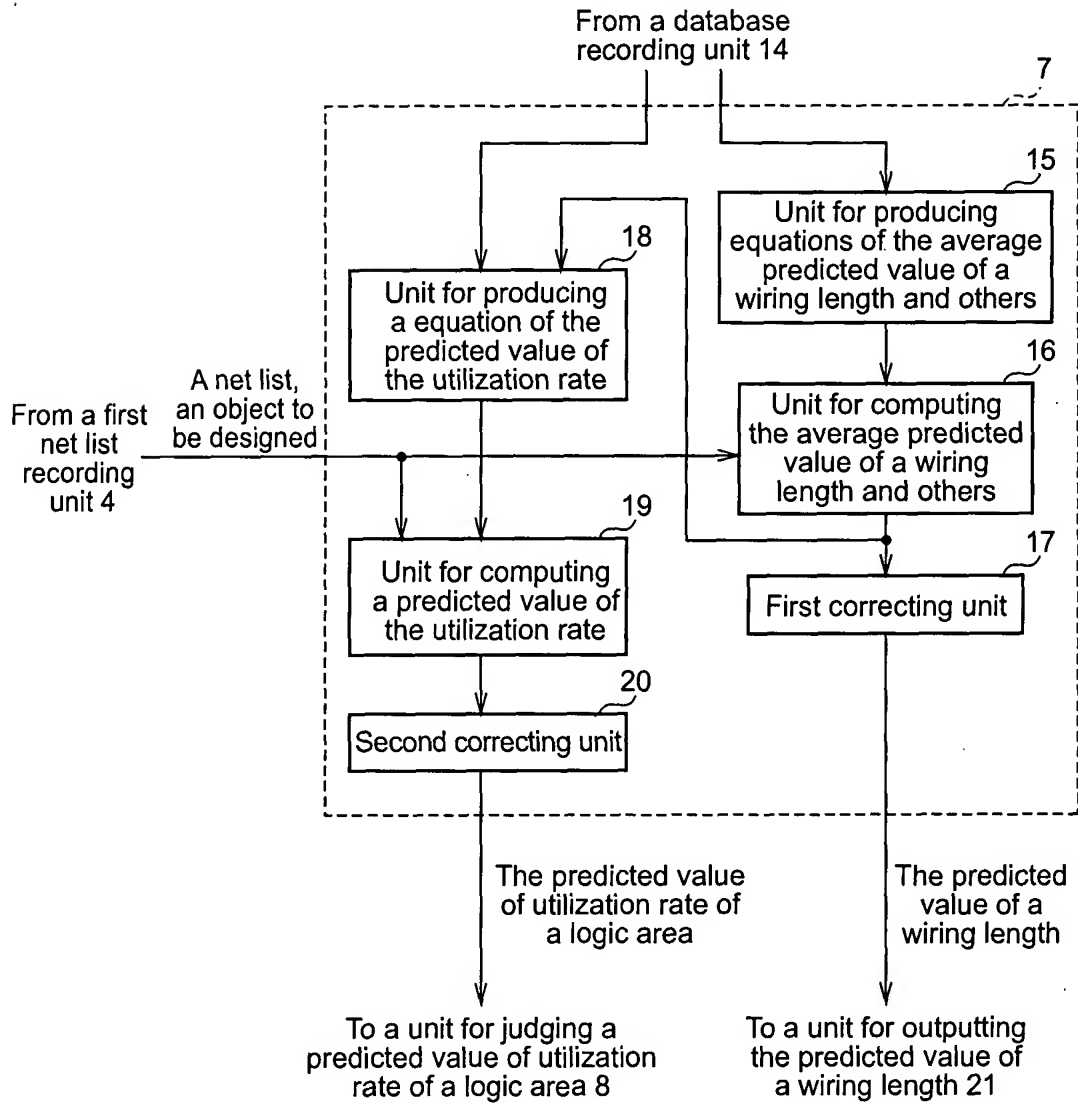 From a database
recording unit 14
7
15
Unit for producing
equations of the average
predicted value of a
wiring length and others
18
Unit for producing
a equation of the
predicted value of
the utilization rate
16
Unit for computing
the average predicted
value of a wiring
length and others
A net list,
an object to
be designed
From a first
net list
recording
unit 4
19
Unit for computing
a predicted value of
the utilization rate
17
First correcting unit
20
Second correcting unit
The predicted value
of utilization rate of
a logic area
The predicted
value of a
wiring length
To a unit for judging a
predicted value of utilization
rate of a logic area 8
To a unit for outputting
the predicted value of
a wiring length 21